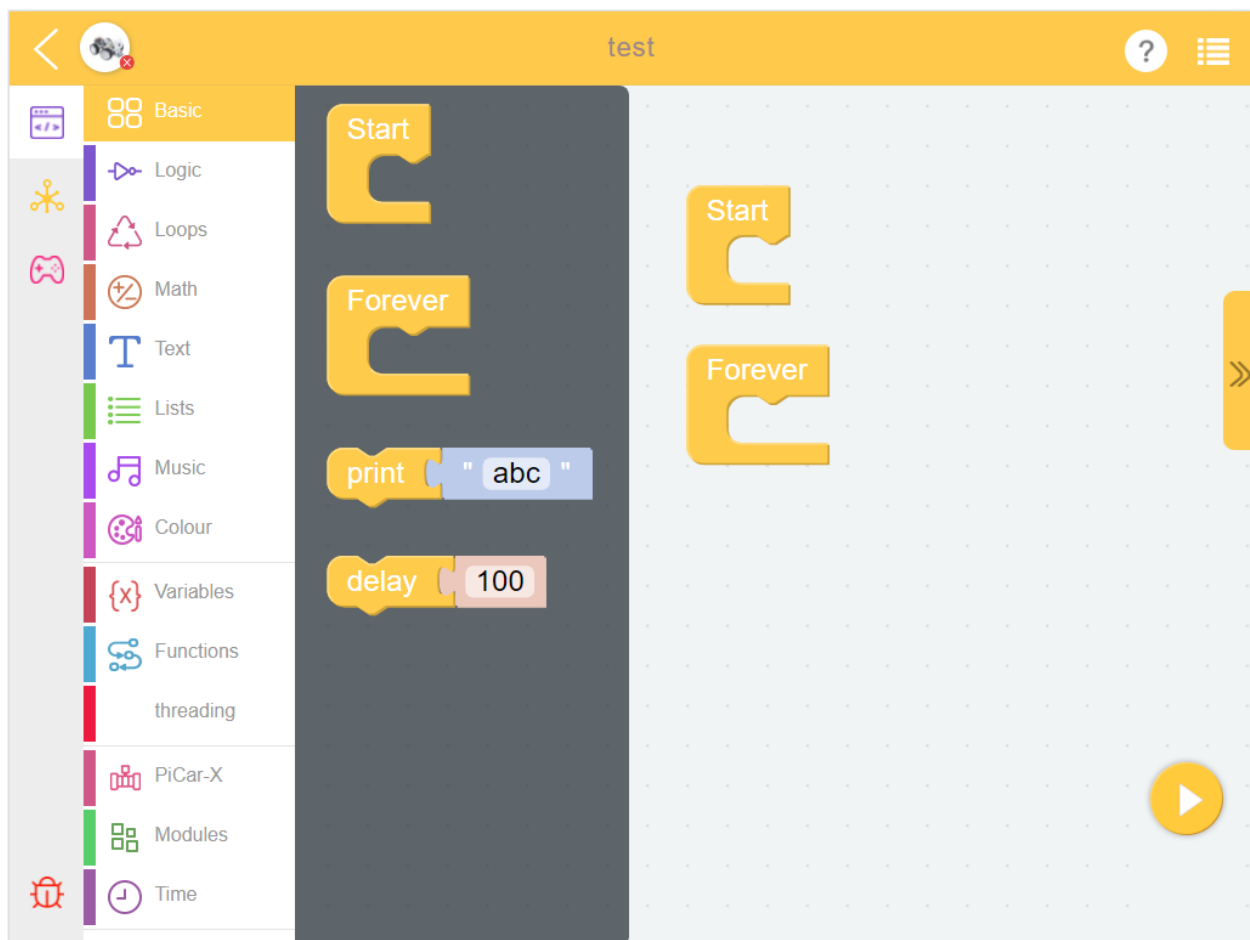 test
?
Basic
Logic
Loops
Math
Text
Lists
Music
Colour
Variables
Functions
threading
PiCar-X
Modules
Time
Start
Forever
print " abc "
delay 100
Start
Forever